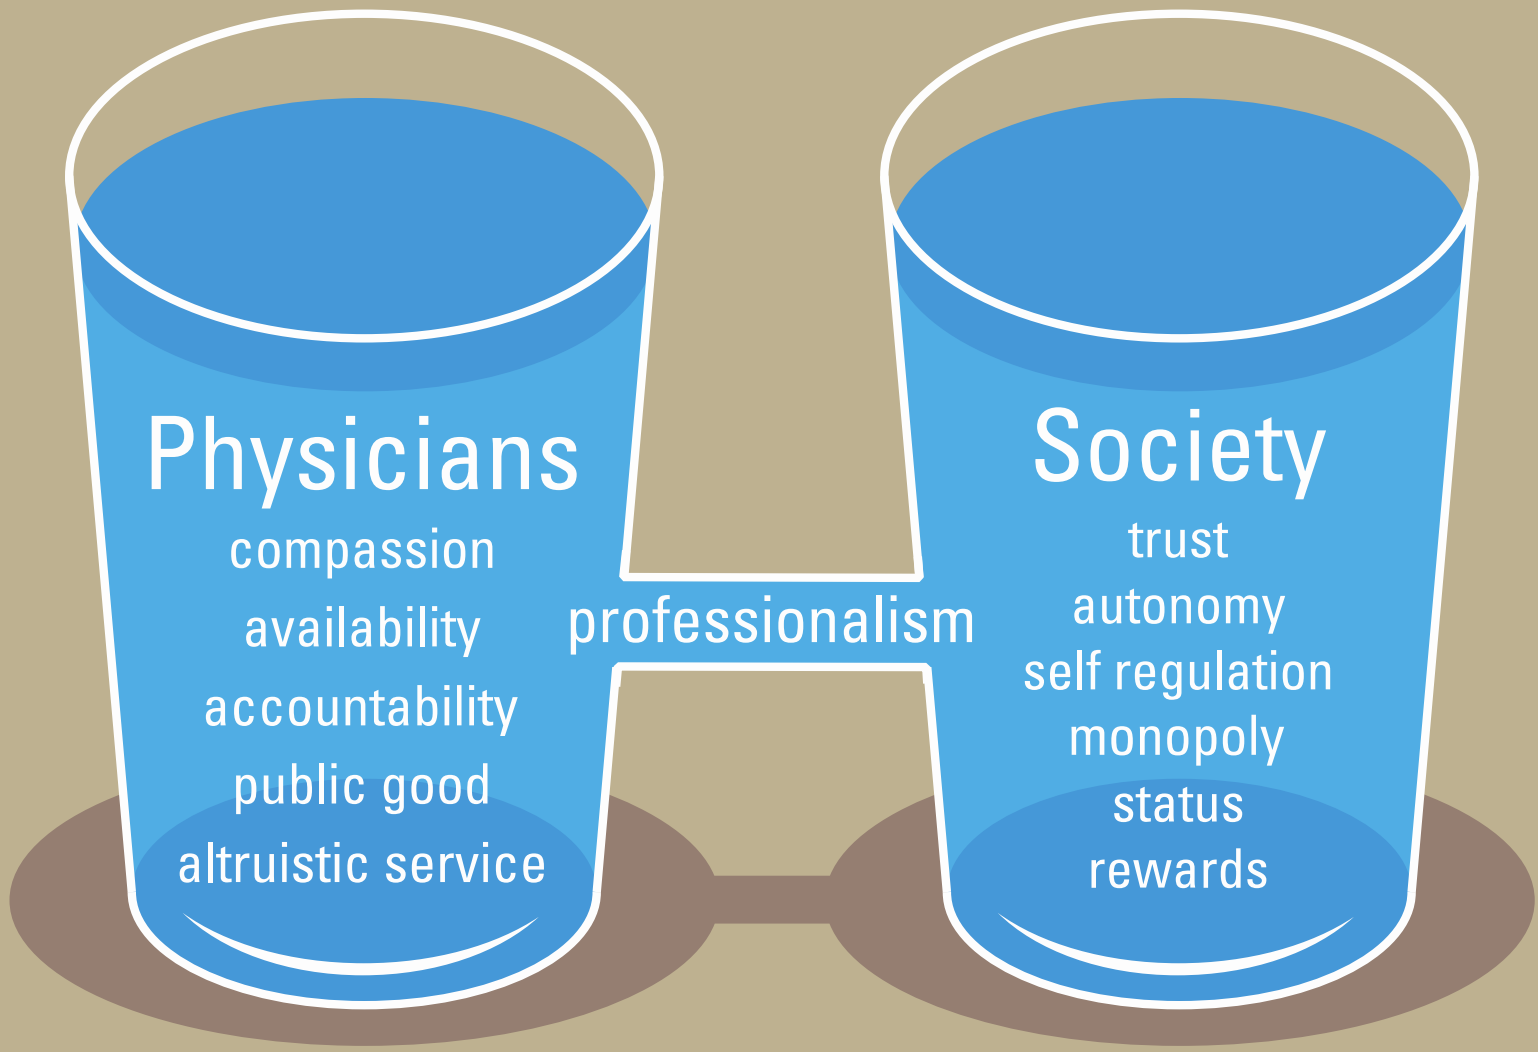 Physicians
compassion
availability
accountability
public good
altruistic service
professionalism
Society
trust
autonomy
self regulation
monopoly
status
rewards